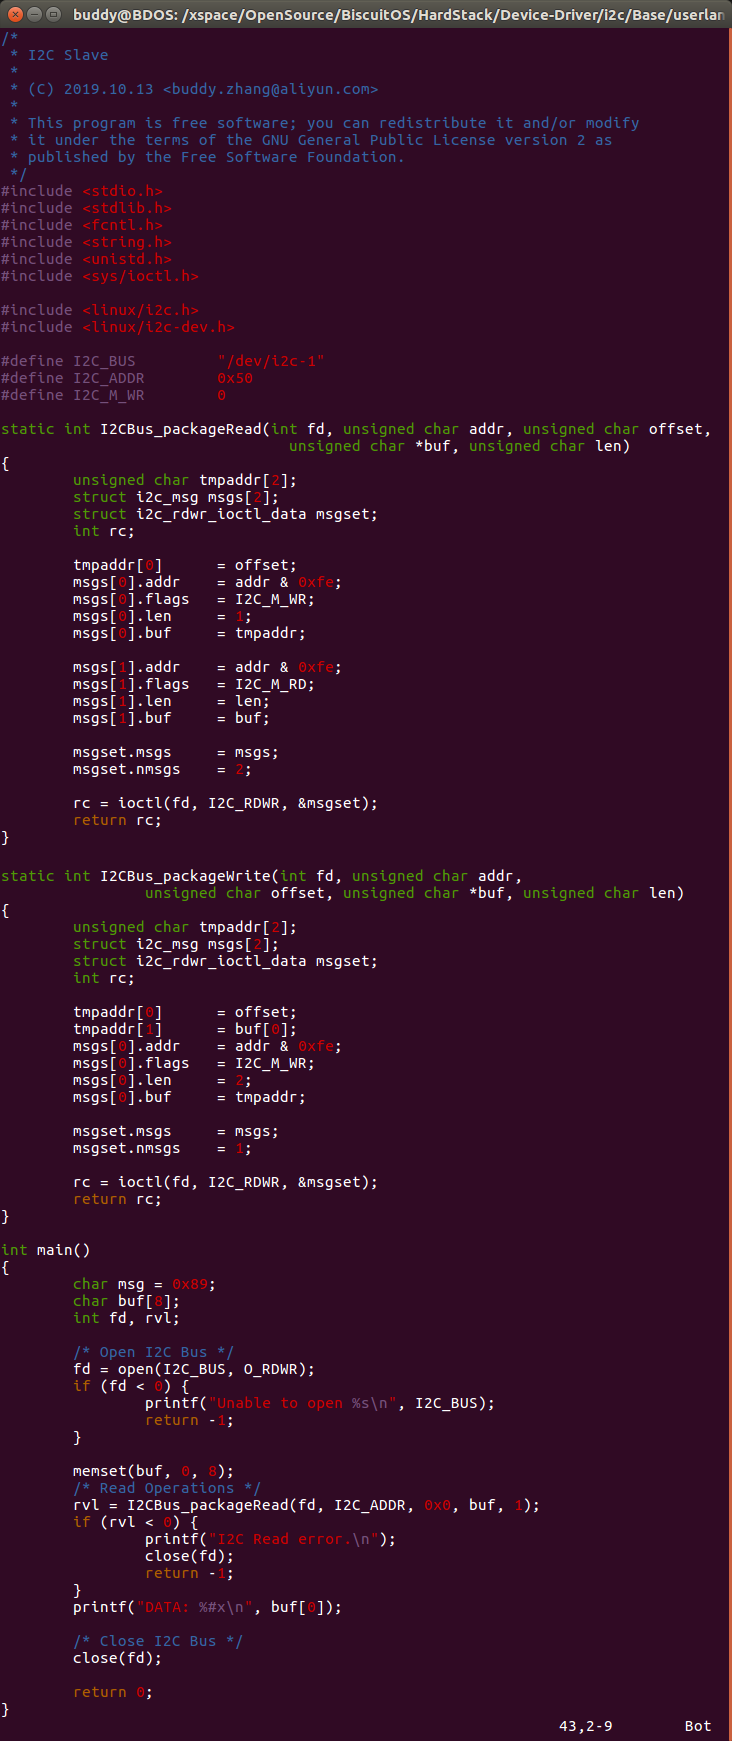 buddy@BDOS: /xspace/OpenSource/BiscuitOS/HardStack/Device-Driver/i2c/Base/userlan
/*
 * I2C Slave
 *
 * (C) 2019.10.13 <buddy.zhang@aliyun.com>
 *
 * This program is free software; you can redistribute it and/or modify
 * it under the terms of the GNU General Public License version 2 as
 * published by the Free Software Foundation.
 */
#include <stdio.h>
#include <stdlib.h>
#include <fcntl.h>
#include <string.h>
#include <unistd.h>
#include <sys/ioctl.h>

#include <linux/i2c.h>
#include <linux/i2c-dev.h>

#define I2C_BUS         "/dev/i2c-1"
#define I2C_ADDR        0x50
#define I2C_M_WR        0

static int I2CBus_packageRead(int fd, unsigned char addr, unsigned char offset,
                                unsigned char *buf, unsigned char len)
{
        unsigned char tmpaddr[2];
        struct i2c_msg msgs[2];
        struct i2c_rdwr_ioctl_data msgset;
        int rc;

        tmpaddr[0]      = offset;
        msgs[0].addr    = addr & 0xfe;
        msgs[0].flags   = I2C_M_WR;
        msgs[0].len     = 1;
        msgs[0].buf     = tmpaddr;

        msgs[1].addr    = addr & 0xfe;
        msgs[1].flags   = I2C_M_RD;
        msgs[1].len     = len;
        msgs[1].buf     = buf;

        msgset.msgs     = msgs;
        msgset.nmsgs    = 2;

        rc = ioctl(fd, I2C_RDWR, &msgset);
        return rc;
}

static int I2CBus_packageWrite(int fd, unsigned char addr,
                unsigned char offset, unsigned char *buf, unsigned char len)
{
        unsigned char tmpaddr[2];
        struct i2c_msg msgs[2];
        struct i2c_rdwr_ioctl_data msgset;
        int rc;

        tmpaddr[0]      = offset;
        tmpaddr[1]      = buf[0];
        msgs[0].addr    = addr & 0xfe;
        msgs[0].flags   = I2C_M_WR;
        msgs[0].len     = 2;
        msgs[0].buf     = tmpaddr;

        msgset.msgs     = msgs;
        msgset.nmsgs    = 1;

        rc = ioctl(fd, I2C_RDWR, &msgset);
        return rc;
}

int main()
{
        char msg = 0x89;
        char buf[8];
        int fd, rvl;

        /* Open I2C Bus */
        fd = open(I2C_BUS, O_RDWR);
        if (fd < 0) {
                printf("Unable to open %s\n", I2C_BUS);
                return -1;
        }

        memset(buf, 0, 8);
        /* Read Operations */
        rvl = I2CBus_packageRead(fd, I2C_ADDR, 0x0, buf, 1);
        if (rvl < 0) {
                printf("I2C Read error.\n");
                close(fd);
                return -1;
        }
        printf("DATA: %#x\n", buf[0]);

        /* Close I2C Bus */
        close(fd);

        return 0;
}
43,2-9        Bot